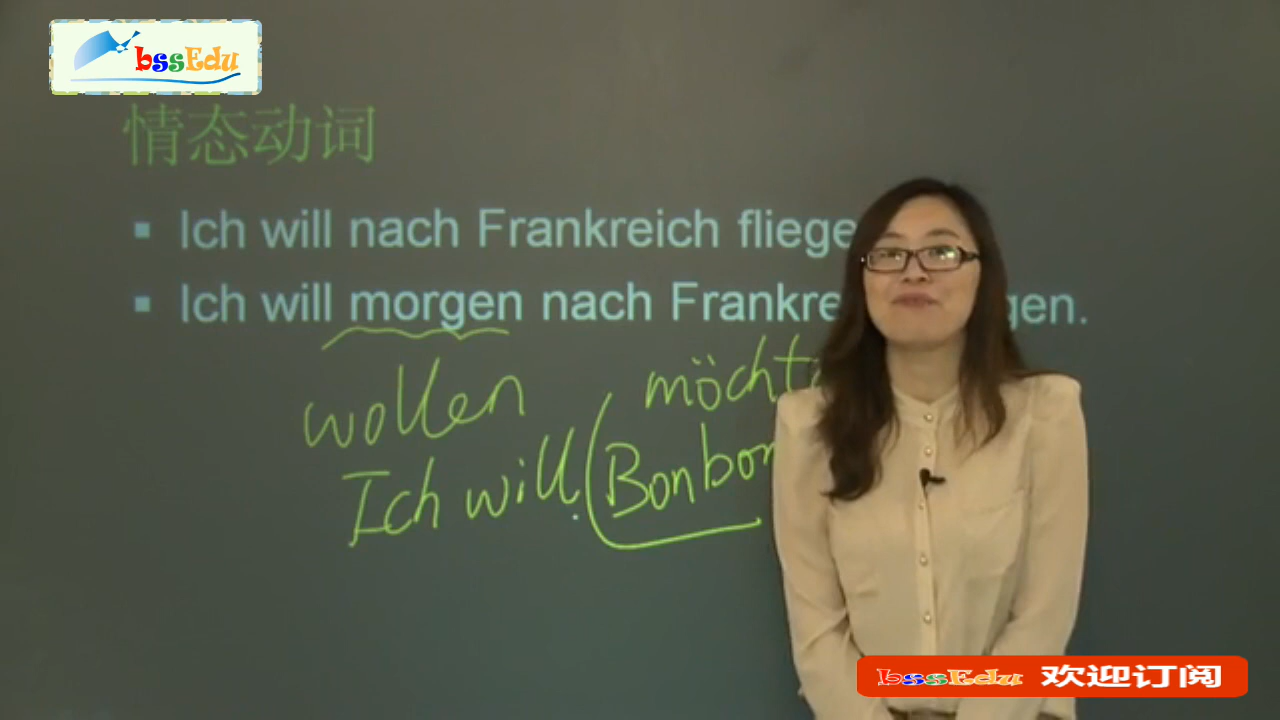 bssEdu
情态动词
▪ Ich will nach Frankreich fliege
▪ Ich will morgen nach Frankre gen.
wollen möcht
Ich will (Bonbon
bssEdu 欢迎订阅